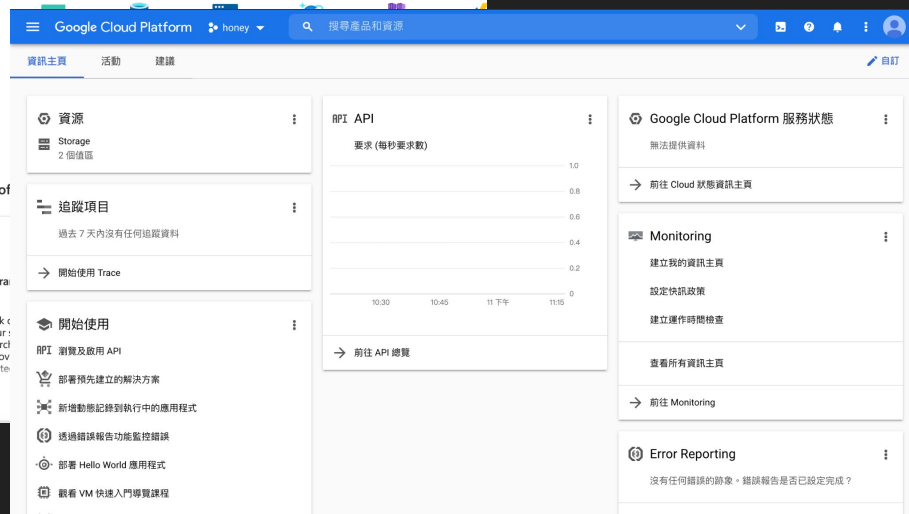 Google Cloud Platform
honey
搜尋產品和資源
資訊主頁
活動
建議
自訂
資源
Storage
2 個值區
追蹤項目
過去 7 天內沒有任何追蹤資料
開始使用 Trace
開始使用
API 瀏覽及啟用 API
部署預先建立的解決方案
新增動態記錄到執行中的應用程式
透過錯誤報告功能監控錯誤
部署 Hello World 應用程式
觀看 VM 快速入門導覽課程
API API
要求 (每秒要求數)
1.0
0.8
0.6
0.4
0.2
0
10:30
10:45
11 下午
11:15
前往 API 總覽
Google Cloud Platform 服務狀態
無法提供資料
前往 Cloud 狀態資訊主頁
Monitoring
建立我的資訊主頁
設定快訊政策
建立運作時間檢查
查看所有資訊主頁
前往 Monitoring
Error Reporting
沒有任何錯誤的跡象。錯誤報告是否已設定完成？
of